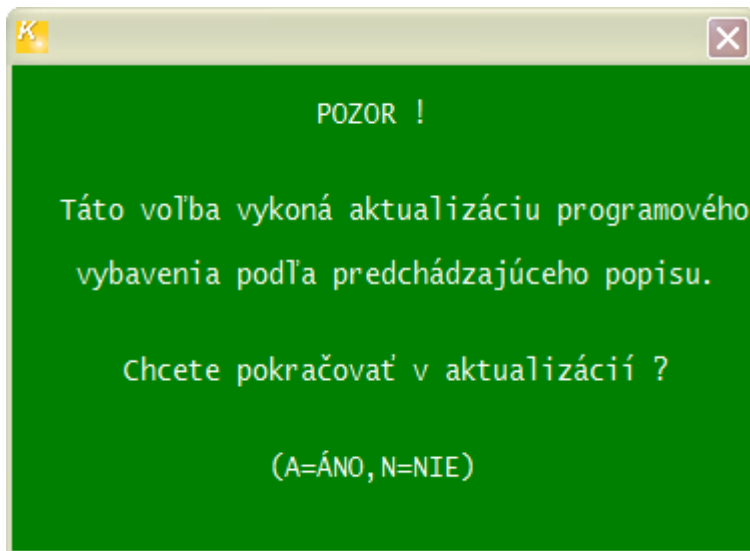 K
POZOR !
Táto voľba vykoná aktualizáciu programového
vybavenia podľa predchádzajúceho popisu.
Chcete pokračovať v aktualizácií ?
(A=ÁNO,N=NIE)